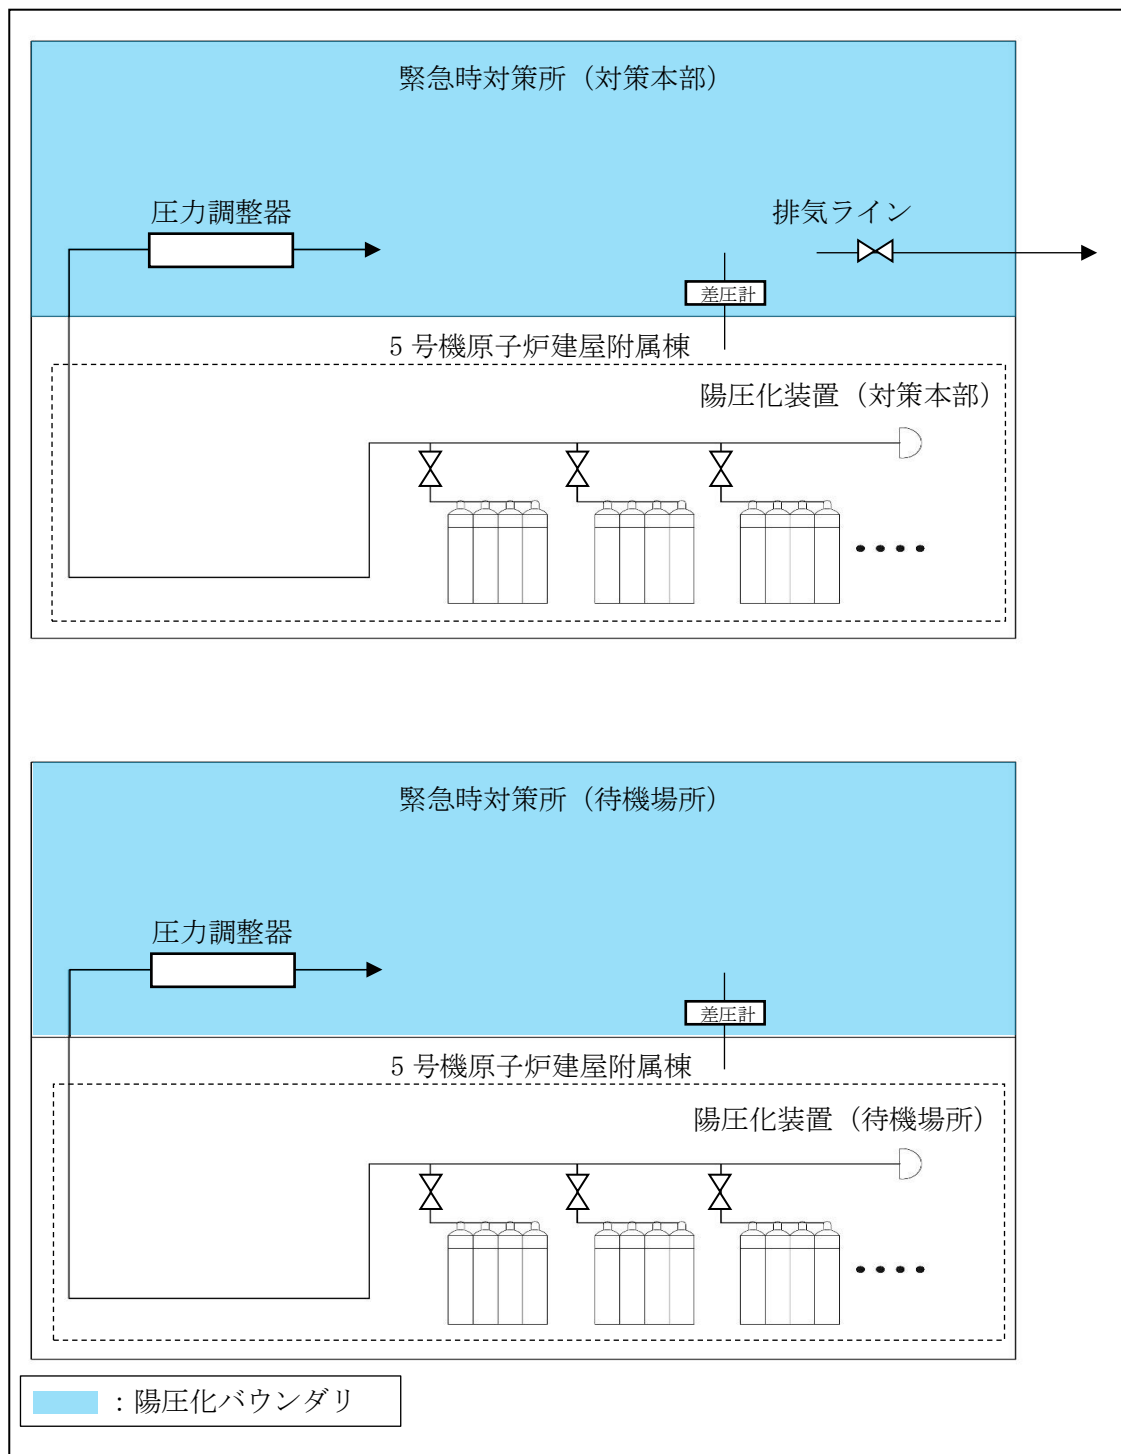 緊急時対策所（対策本部）
圧力調整器
排気ライン
差圧計
5 号機原子炉建屋附属棟
陽圧化装置（対策本部）
緊急時対策所（待機場所）
圧力調整器
差圧計
5 号機原子炉建屋附属棟
陽圧化装置（待機場所）
：陽圧化バウンダリ